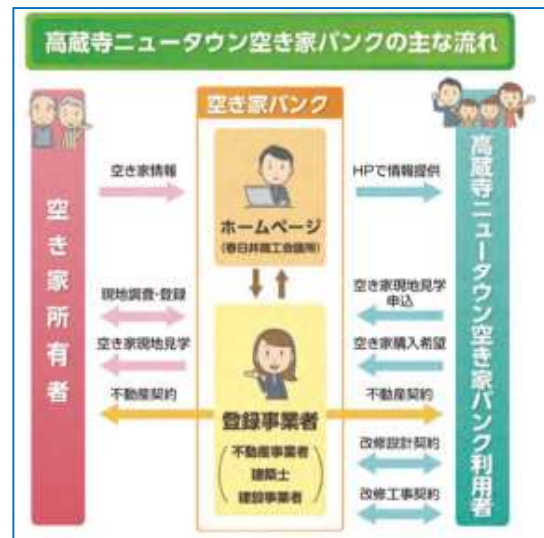 高蔵寺ニュータウン空き家バンクの主な流れ
空き家バンク
空き家所有者
空き家情報
ホームページ
(春日井商工会議所)
HPで情報提供
現地調査・登録
空き家現地見学
不動産契約
登録事業者
(不動産事業者
建築士
建設事業者)
空き家現地見学
申込
空き家購入希望
不動産契約
改修設計契約
改修工事契約
高蔵寺ニュータウン空き家バンク利用者